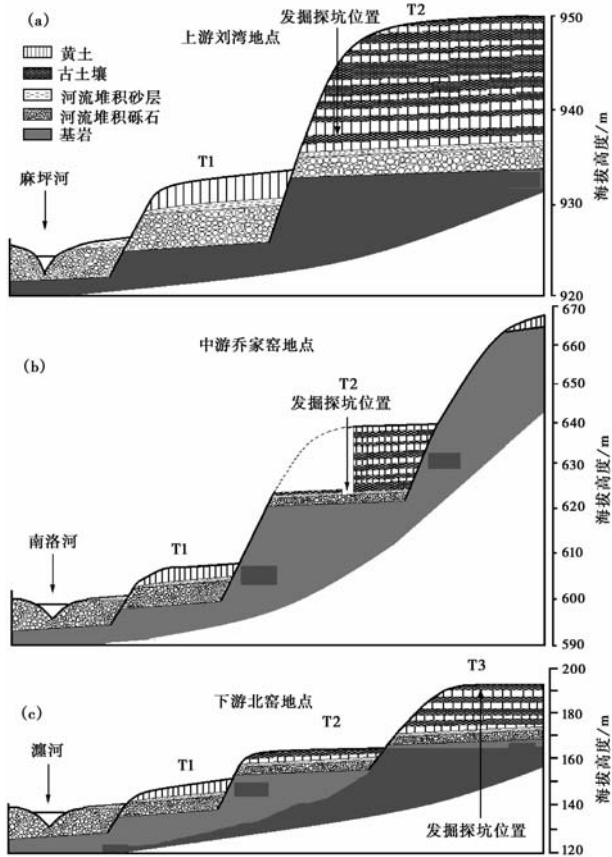 (a)
上游刘湾地点
T2
950
发掘探坑位置
黄土
古土壤
河流堆积砂层
河流堆积砾石
基岩
940
T1
麻坪河
930
920
海拔高度/m
(b)
中游乔家窑地点
670
660
T2
发掘探坑位置
650
640
630
620
南洛河
T1
610
600
590
海拔高度/m
(c)
下游北窑地点
T3
200
T2
180
瀍河
T1
160
140
发掘探坑位置
120
海拔高度/m